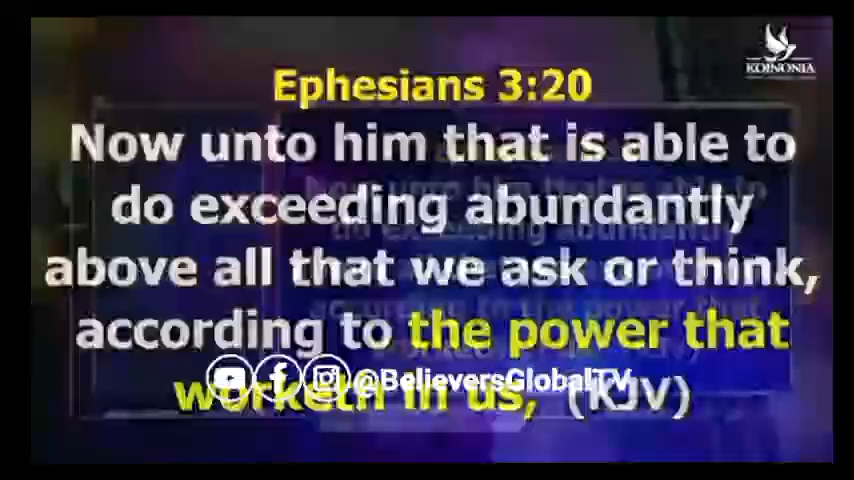 KOINONIA
Ephesians 3:20
Now unto him that is able to
do exceeding abundantly
above all that we ask or think,
according to the power that
worketh in us, (KJV)
@BelieversGlobalTV